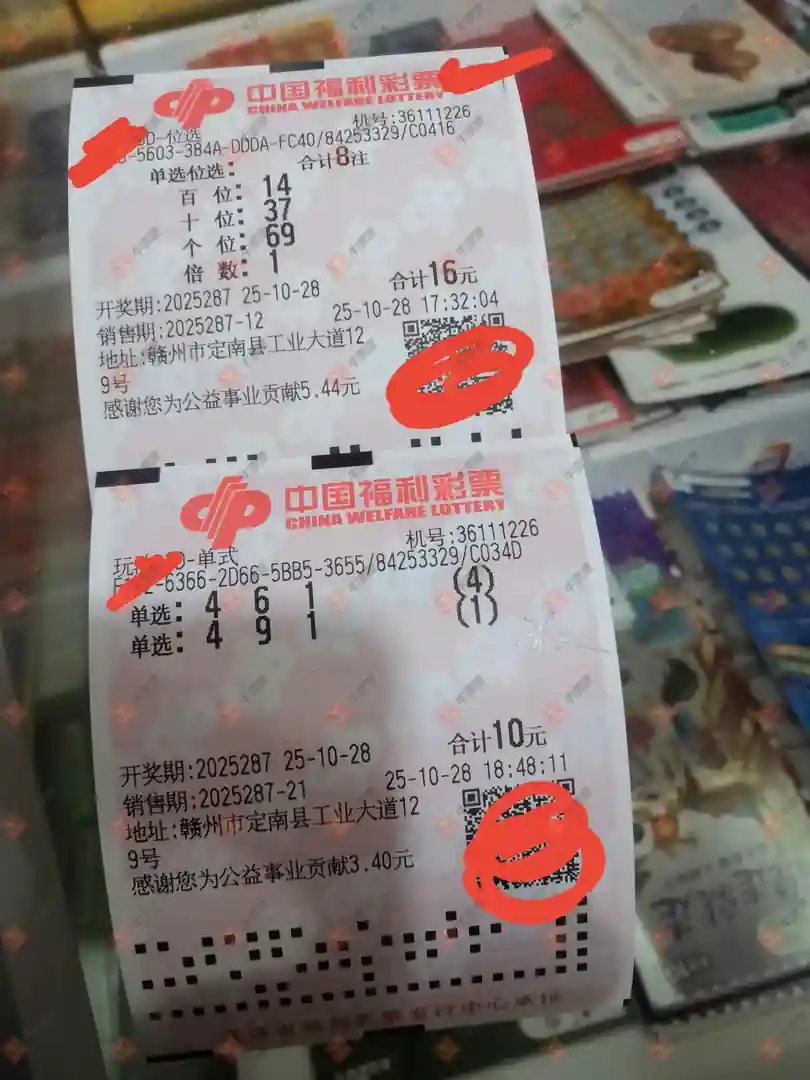 中国福利彩票
CHINA WELFARE LOTTERY
D-位选 机号:36111226
-5603-3B4A-DDDA-FC40/84253329/C0416
单选位选: 合计8注
百 位: 14
十 位: 37
个 位: 69
倍 数: 1
合计16元
开奖期:2025287 25-10-28
销售期:2025287-12 25-10-28 17:32:04
地址:赣州市定南县工业大道12
9号
感谢您为公益事业贡献5.44元
中国福利彩票
CHINA WELFARE LOTTERY
玩 D-单式 机号:36111226
-6366-2D66-5BB5-3655/84253329/C034D
单选: 4 6 1 (4)
单选: 4 9 1 (1)
合计10元
开奖期:2025287 25-10-28
销售期:2025287-21 25-10-28 18:48:11
地址:赣州市定南县工业大道12
9号
感谢您为公益事业贡献3.40元